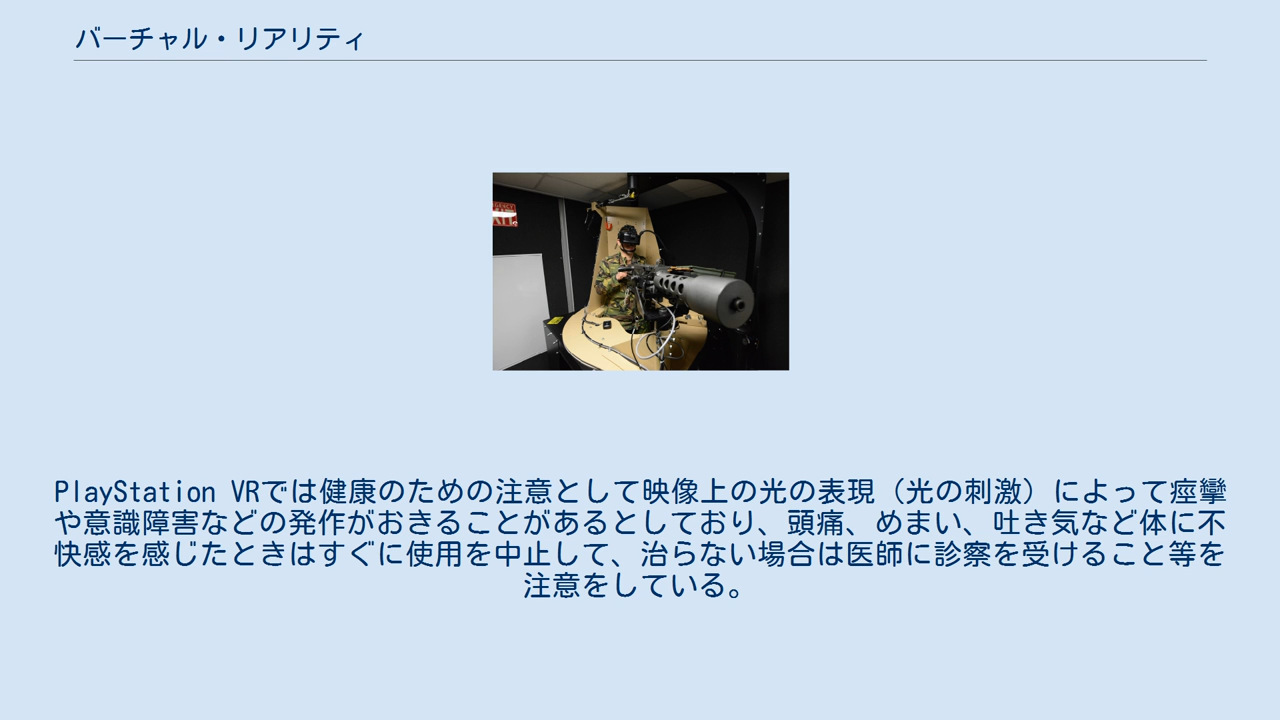 バーチャル・リアリティ
PlayStation VRでは健康のための注意として映像上の光の表現（光の刺激）によって痙攣
や意識障害などの発作がおきることがあるとしており、頭痛、めまい、吐き気など体に不
快感を感じたときはすぐに使用を中止して、治らない場合は医師に診察を受けること等を
注意をしている。